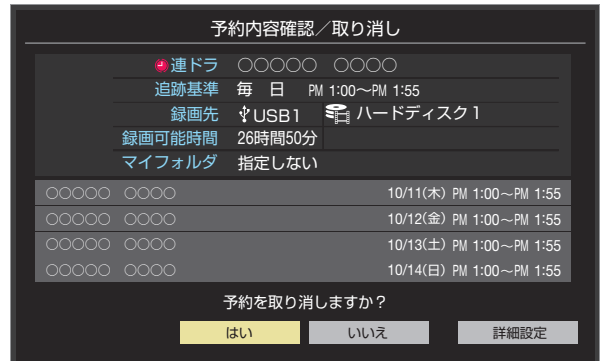 予約内容確認／取り消し
連ドラ ○○○○○ ○○○○
追跡基準 毎 日 PM 1:00～PM 1:55
録画先 USB1 ハードディスク1
録画可能時間 26時間50分
マイフォルダ 指定しない
○○○○○ ○○○○ 10/11(木) PM 1:00～PM 1:55
○○○○○ ○○○○ 10/12(金) PM 1:00～PM 1:55
○○○○○ ○○○○ 10/13(土) PM 1:00～PM 1:55
○○○○○ ○○○○ 10/14(日) PM 1:00～PM 1:55
予約を取り消しますか？
はい いいえ 詳細設定